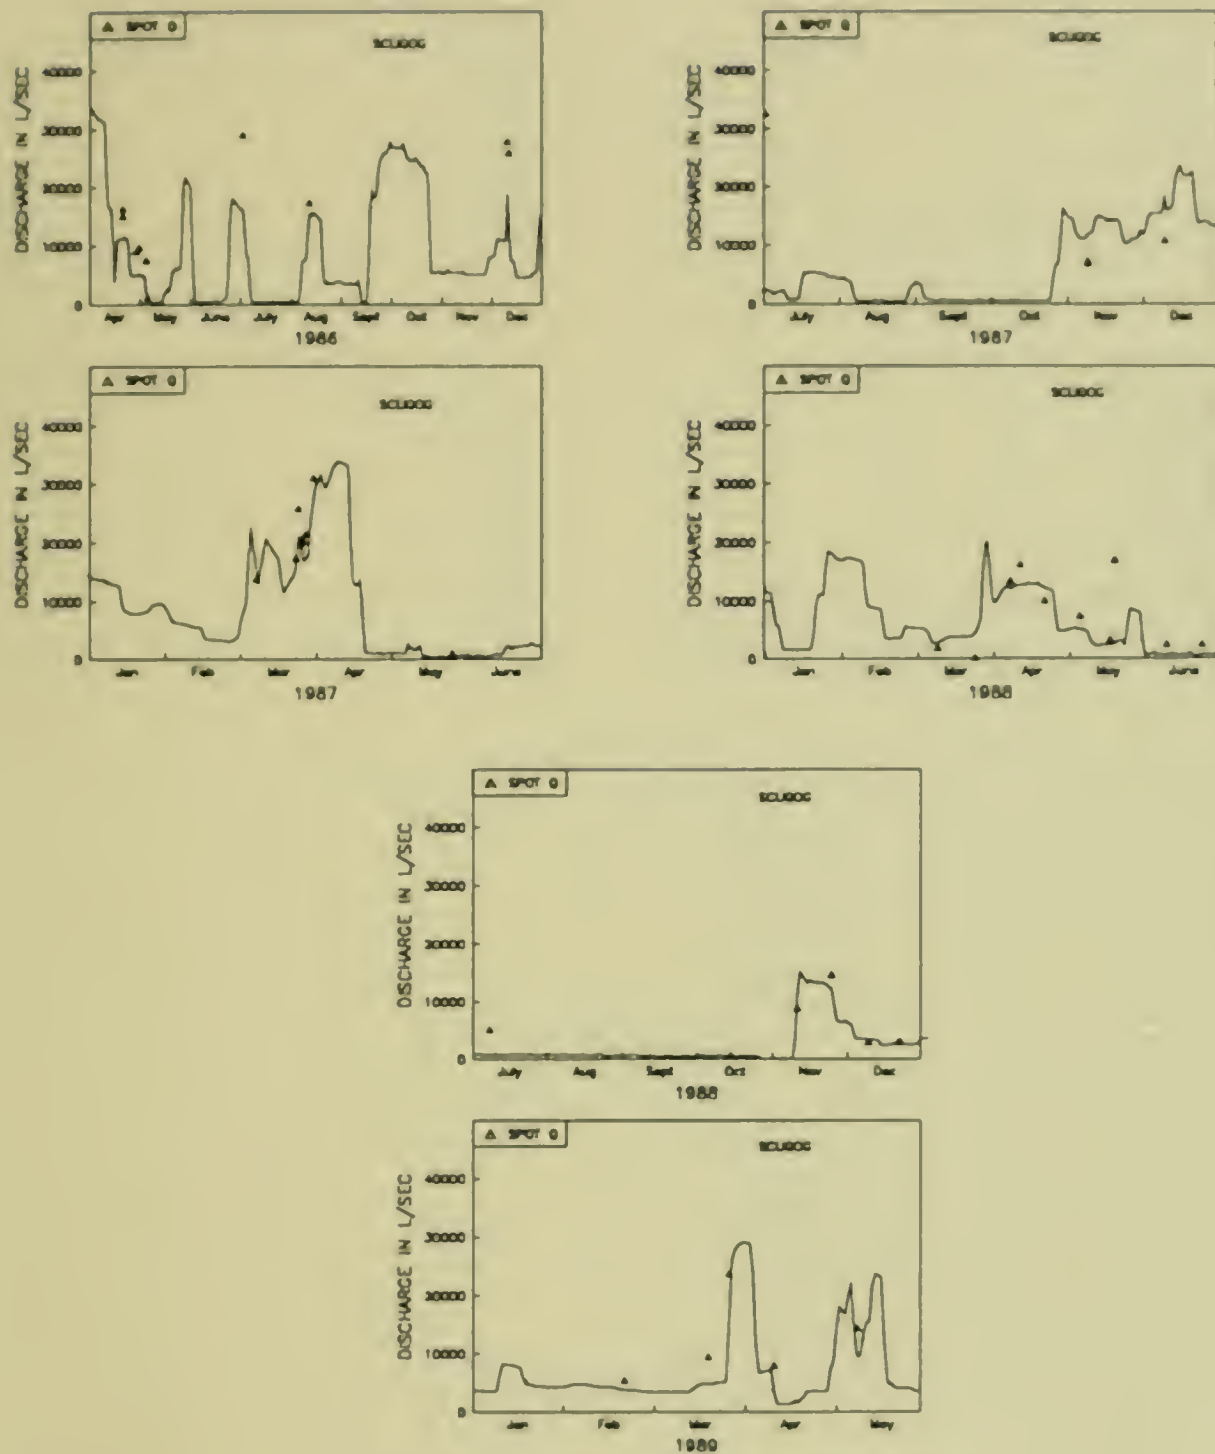 ▲ SPOT Q
SCUGOG
DISCHARGE IN L/SEC
40000
30000
20000
10000
0
Apr May June July Aug Sept Oct Nov Dec
1986
▲ SPOT Q
SCUGOG
DISCHARGE IN L/SEC
40000
30000
20000
10000
0
July Aug Sept Oct Nov Dec
1987
▲ SPOT Q
SCUGOG
DISCHARGE IN L/SEC
40000
30000
20000
10000
0
Jan Feb Mar Apr May June
1987
▲ SPOT Q
SCUGOG
DISCHARGE IN L/SEC
40000
30000
20000
10000
0
Jan Feb Mar Apr May June
1988
▲ SPOT Q
SCUGOG
DISCHARGE IN L/SEC
40000
30000
20000
10000
0
July Aug Sept Oct Nov Dec
1988
▲ SPOT Q
SCUGOG
DISCHARGE IN L/SEC
40000
30000
20000
10000
0
Jan Feb Mar Apr May
1989